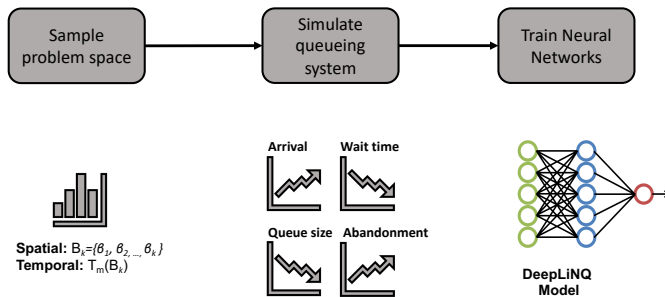 Sample
problem space
Simulate
queueing
system
Train Neural
Networks
Arrival
Wait time
Queue size
Abandonment
Spatial: Bₖ={β₁, β₂, ..., βₖ}
Temporal: Tₘ(Bₖ)
DeepLiNQ
Model